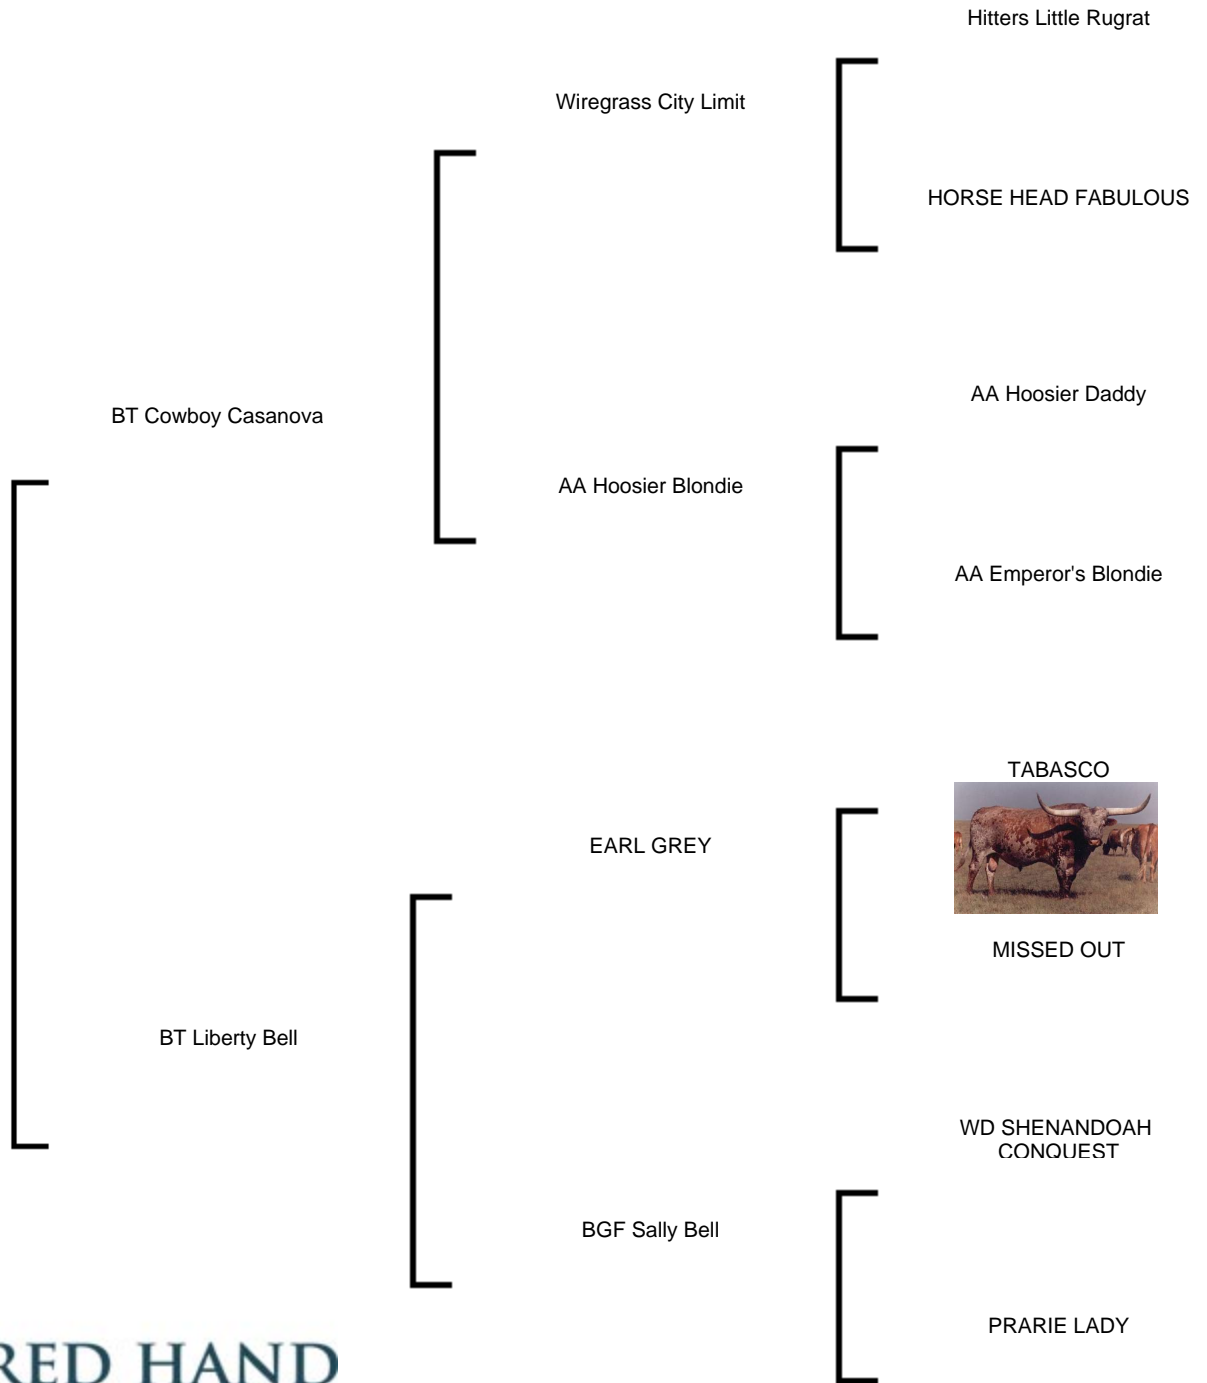 Hitters Little Rugrat
Wiregrass City Limit
HORSE HEAD FABULOUS
AA Hoosier Daddy
BT Cowboy Casanova
AA Hoosier Blondie
AA Emperor's Blondie
TABASCO
EARL GREY
MISSED OUT
BT Liberty Bell
WD SHENANDOAH
CONQUEST
BGF Sally Bell
PRARIE LADY
RED HAND